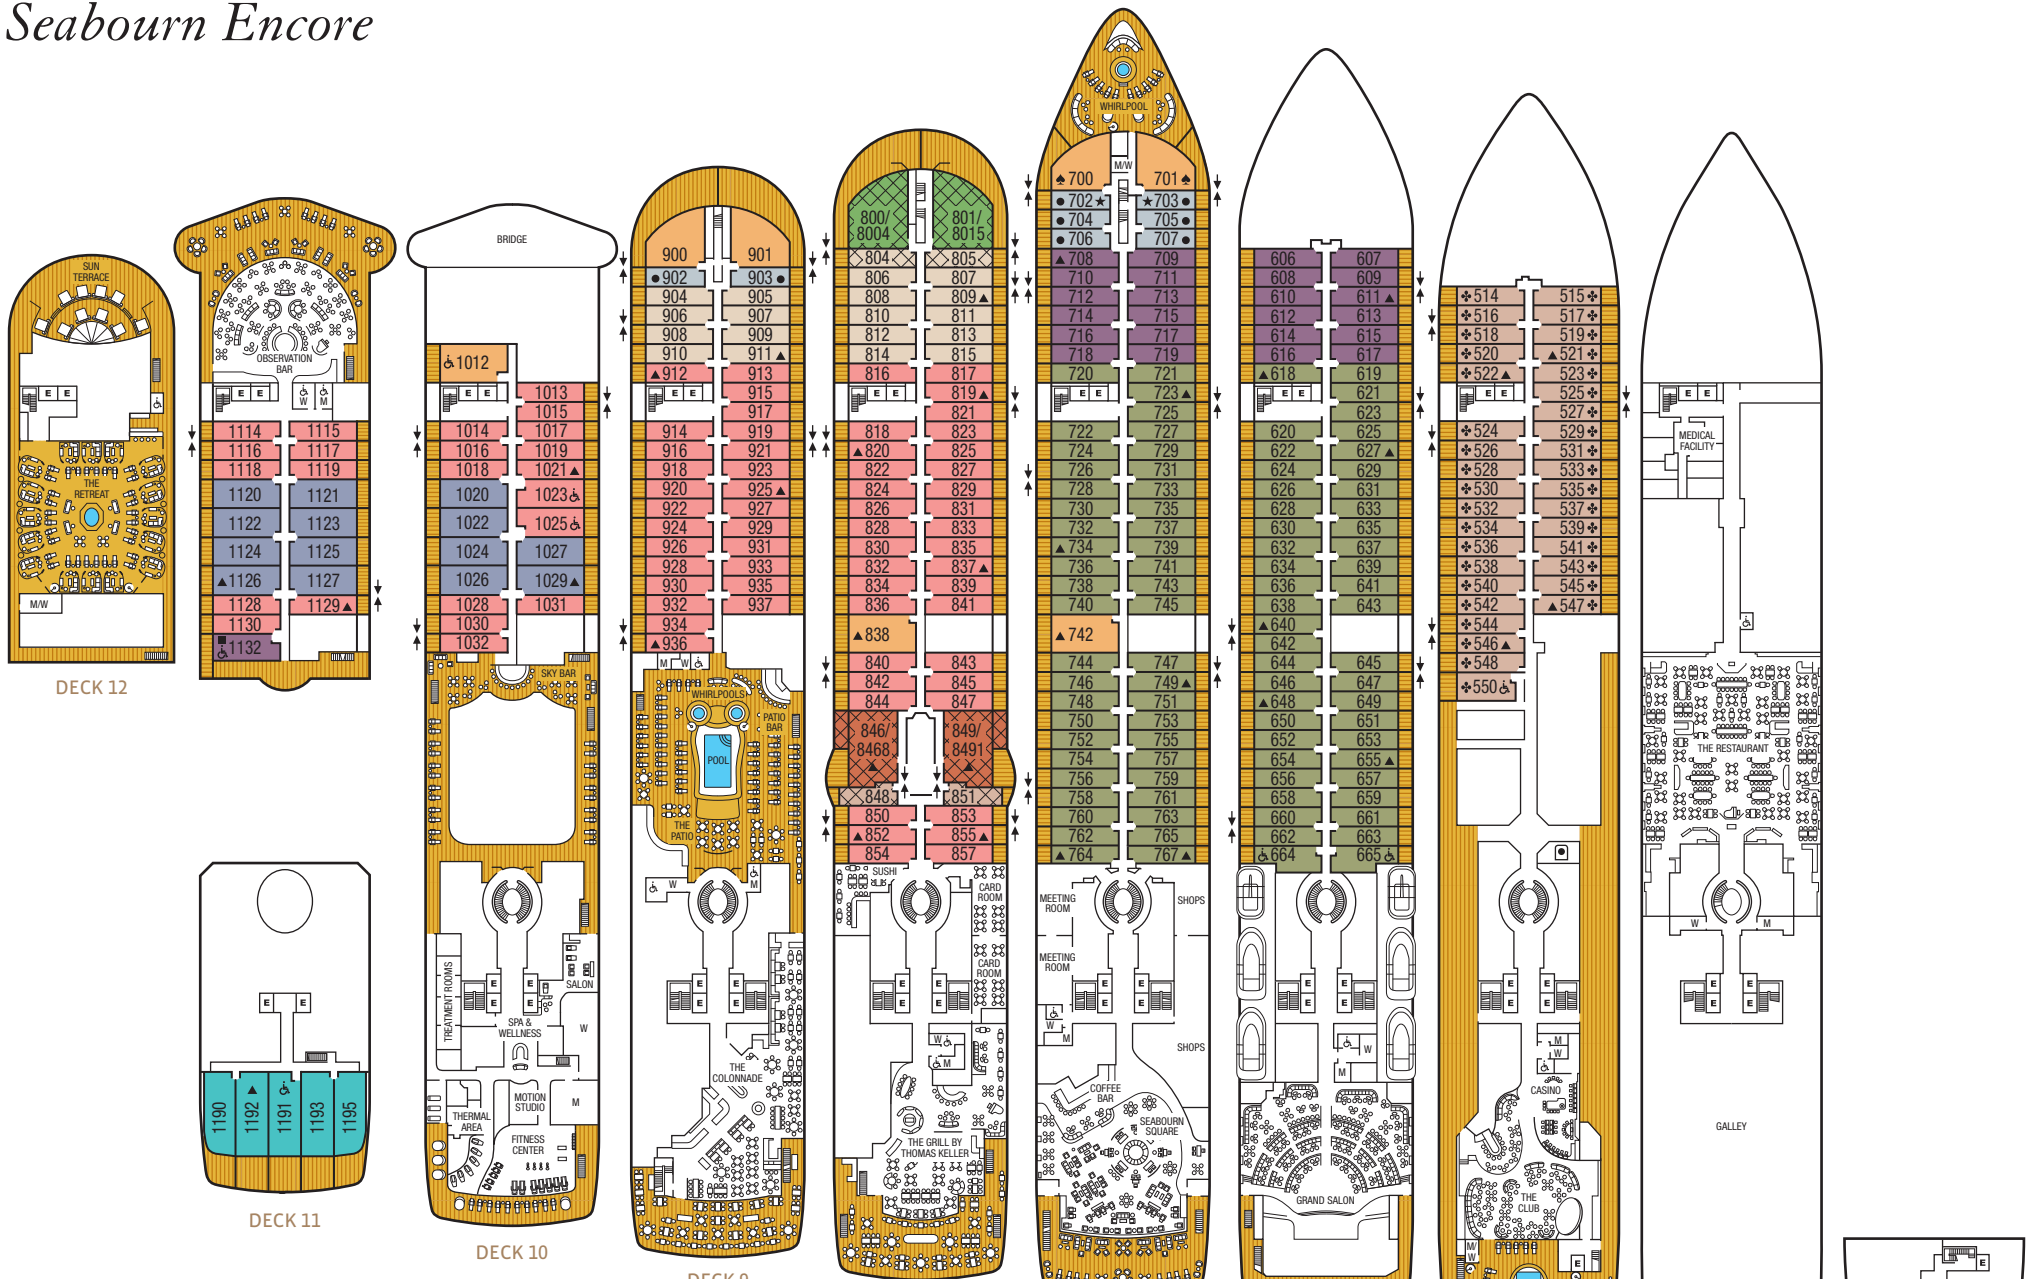 Seabourn Encore
SUN
TERRACE
E E
THE
RETREAT
M/W
DECK 12
OBSERVATION
BAR
E E
W M
1114 1115
1116 1117
1118 1119
1120 1121
1122 1123
1124 1125
1126 1127
1128 1129
1130
1132
E E
1190 1192 1191 1193 1195
DECK 11
BRIDGE
1012
E E
1013
1015
1014 1017
1016 1019
1018 1021
1020 1023
1022 1025
1024 1027
1026 1029
1028 1031
1030
1032
SKY BAR
TREATMENT ROOMS
SALON
E E
E E
SPA &
WELLNESS
W
MOTION
STUDIO
M
THERMAL
AREA
FITNESS
CENTER
DECK 10
900 901
902 903
904 905
906 907
908 909
910 911
912 913
E E
915
917
914 919
916 921
918 923
920 925
922 927
924 929
926 931
928 933
930 935
932 937
934
936
M W
WHIRLPOOLS
PATIO
BAR
POOL
THE
PATIO
W M
E E
E E
THE
COLONNADE
DECK 9
800/
8004
801/
8015
804 805
806 807
808 809
810 811
812 813
814 815
816 817
E E
819
821
818 823
820 825
822 827
824 829
826 831
828 833
830 835
832 837
834 839
836 841
838
840 843
842 845
844 847
846/
8468
849/
8491
848 851
850 853
852 855
854 857
SUSHI
CARD
ROOM
CARD
ROOM
E E
E E
W
M
THE GRILL BY
THOMAS KELLER
WHIRLPOOL
M/W
700 701
702 703
704 705
706 707
708 709
710 711
712 713
714 715
716 717
718 719
720 721
E E
723
725
722 727
724 729
726 731
728 733
730 735
732 737
734 739
736 741
738 743
740 745
742
744 747
746 749
748 751
750 753
752 755
754 757
756 759
758 761
760 763
762 765
764 767
MEETING
ROOM
SHOPS
MEETING
ROOM
E E
E E
W
M
SHOPS
COFFEE
BAR
SEABOURN
SQUARE
606 607
608 609
610 611
612 613
614 615
616 617
618 619
E E
621
623
620 625
622 627
624 629
626 631
628 633
630 635
632 637
634 639
636 641
638 643
640
642
644 645
646 647
648 649
650 651
652 653
654 655
656 657
658 659
660 661
662 663
664 665
E E
E E
W
M
GRAND SALON
514 515
516 517
518 519
520 521
522 523
E E
525
527
524 529
526 531
528 533
530 535
532 537
534 539
536 541
538 543
540 545
542 547
544
546
548
550
E E
E E
M
W
CASINO
THE
CLUB
M/
W
E
E E
MEDICAL
FACILITY
THE RESTAURANT
W M
E E
E E
GALLEY
E